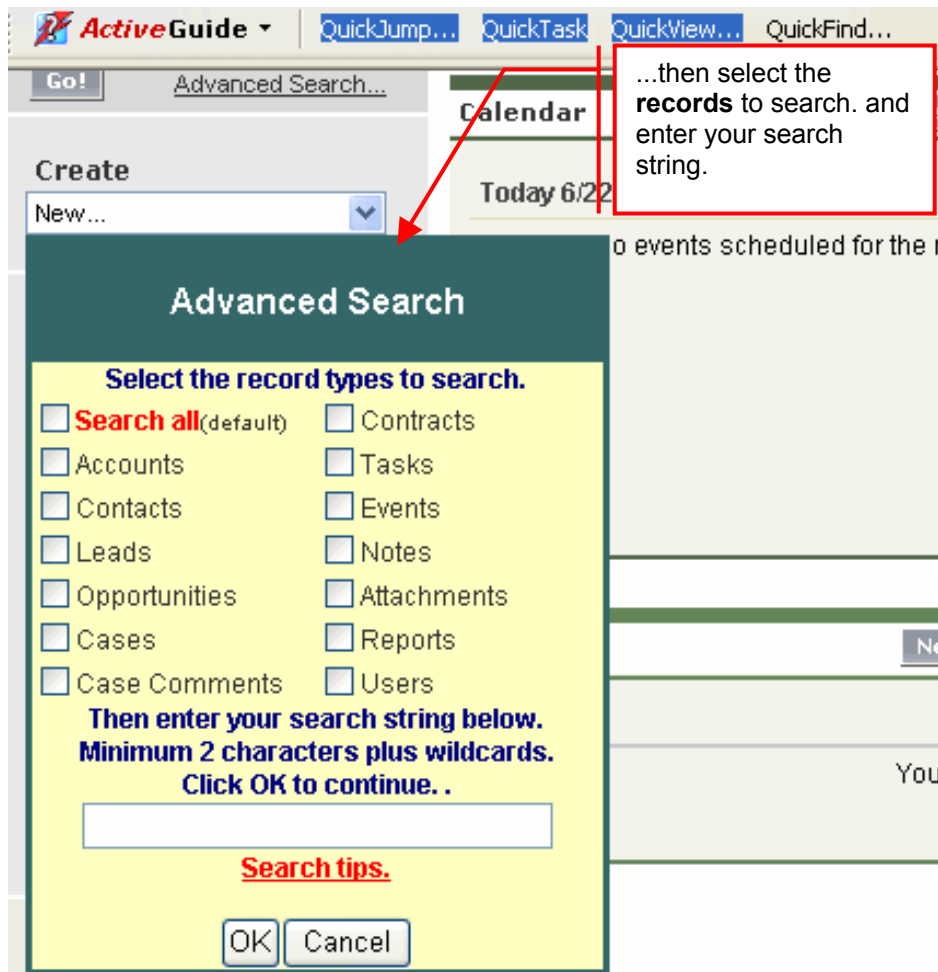 ActiveGuide QuickJump... QuickTask QuickView... QuickFind...
Go! Advanced Search...
Calendar
...then select the
records to search. and
enter your search
string.
Create
New...
Today 6/22
o events scheduled for the
Advanced Search
Select the record types to search.
Search all(default) Contracts
Accounts Tasks
Contacts Events
Leads Notes
Opportunities Attachments
Cases Reports
Case Comments Users
Then enter your search string below.
Minimum 2 characters plus wildcards.
Click OK to continue. .
Search tips.
OK Cancel
Ne
You